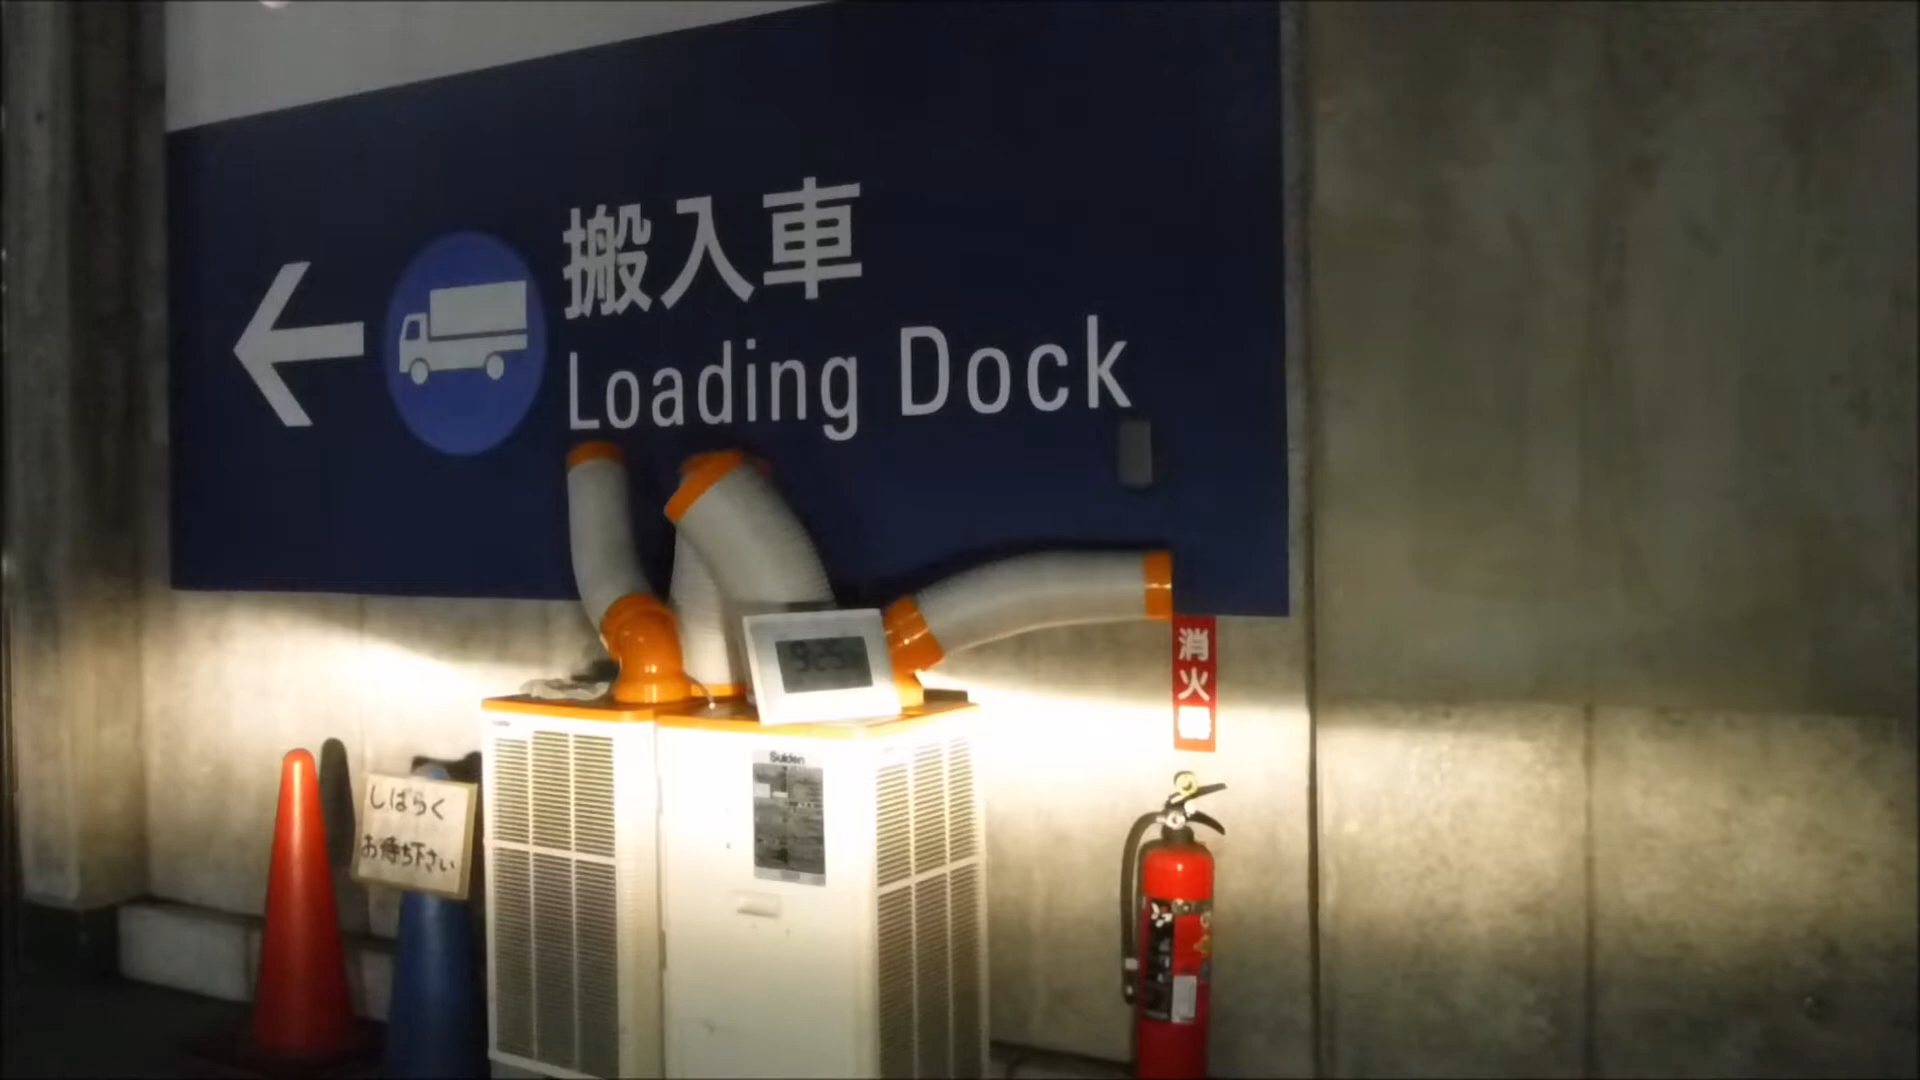 搬入車
Loading Dock
消火器
Suiden
しばらく
お待ち下さい